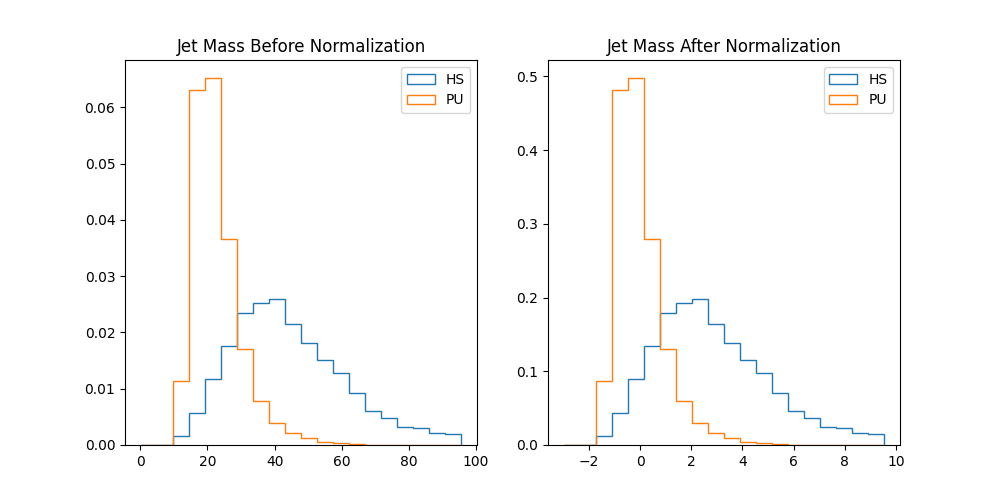 Jet Mass Before Normalization
HS
PU
0.06
0.05
0.04
0.03
0.02
0.01
0.00
0 20 40 60 80 100
Jet Mass After Normalization
HS
PU
0.5
0.4
0.3
0.2
0.1
0.0
−2 0 2 4 6 8 10